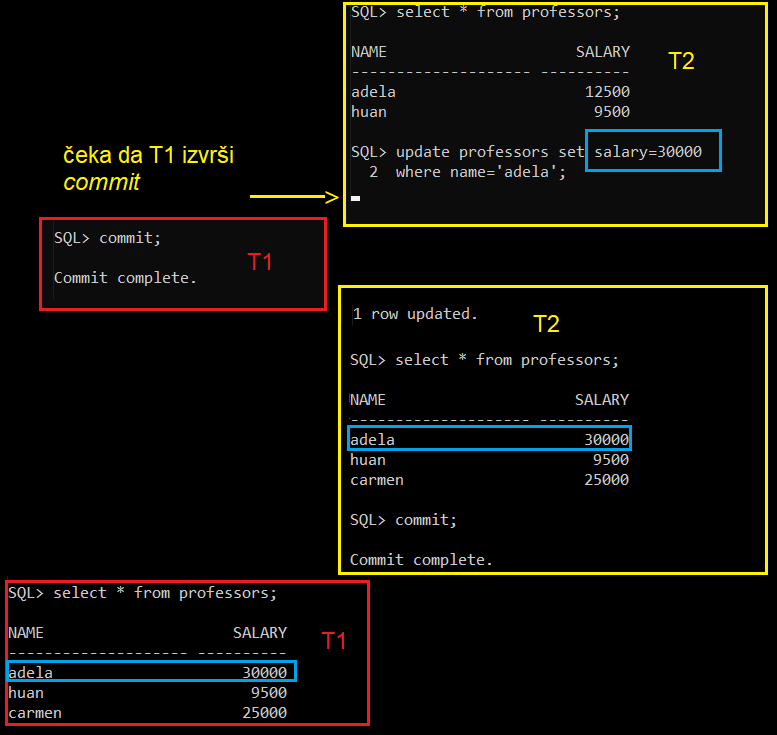 SQL> select * from professors;
NAME SALARY
-------------------- ----------
adela 12500
huan 9500
T2
SQL> update professors set salary=30000
2 where name='adela';
čeka da T1 izvrši
commit
SQL> commit;
Commit complete.
T1
1 row updated.
T2
SQL> select * from professors;
NAME SALARY
-------------------- ----------
adela 30000
huan 9500
carmen 25000
SQL> commit;
Commit complete.
SQL> select * from professors;
NAME SALARY
-------------------- ----------
adela 30000
huan 9500
carmen 25000
T1